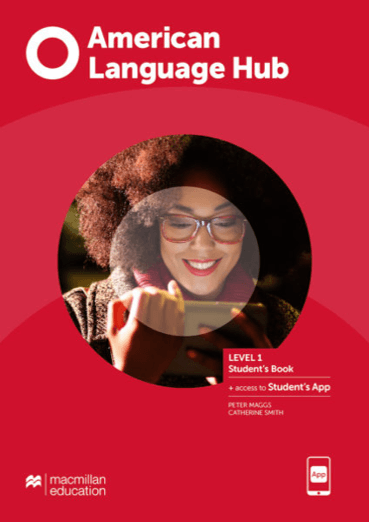 American
Language Hub
LEVEL 1
Student's Book
+ access to Student's App
PETER MAGGS
CATHERINE SMITH
macmillan
education
App